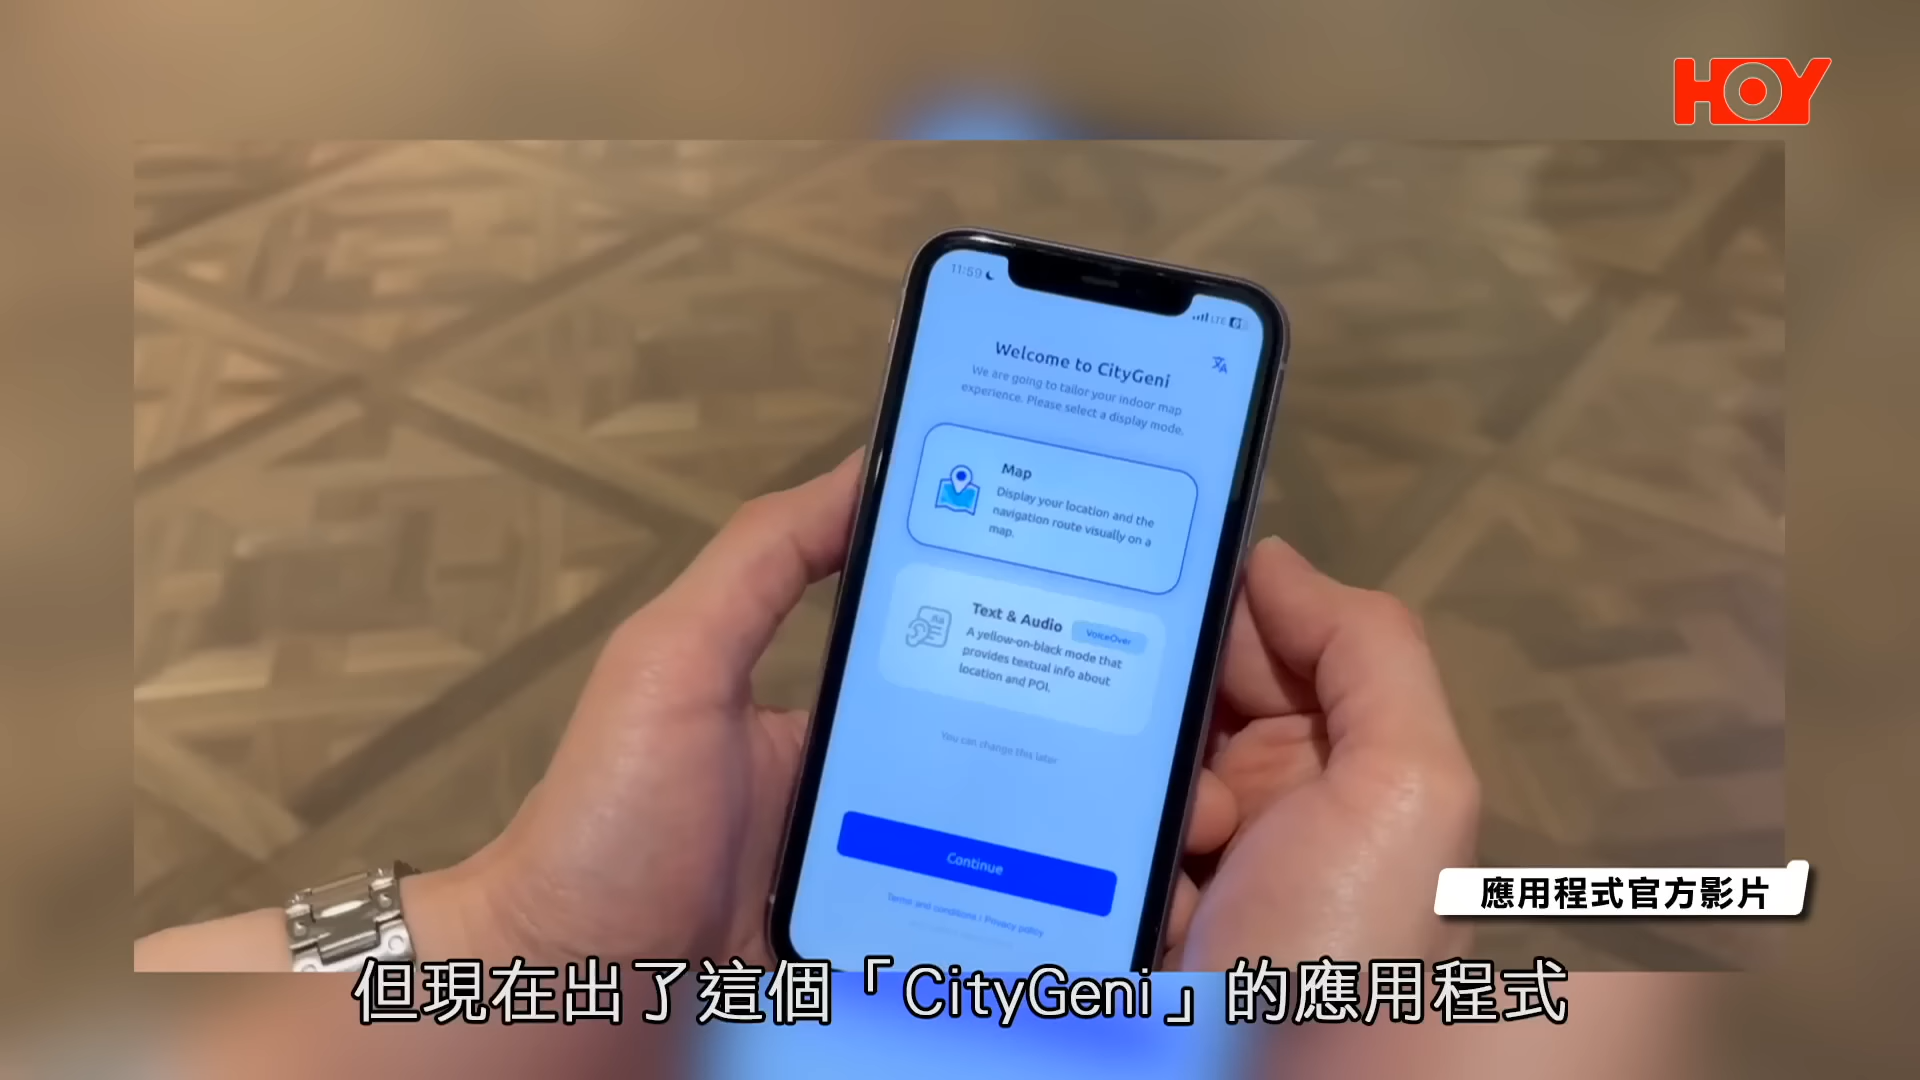 HOY
11:59
LTE
Welcome to CityGeni
We are going to tailor your indoor map
experience. Please select a display mode.
Map
Display your location and the
navigation route visually on a
map.
Text & Audio
VoiceOver
A yellow-on-black mode that
provides textual info about
location and POI.
You can change this later
Continue
Terms and conditions | Privacy policy
應用程式官方影片
但現在出了這個「CityGeni」的應用程式